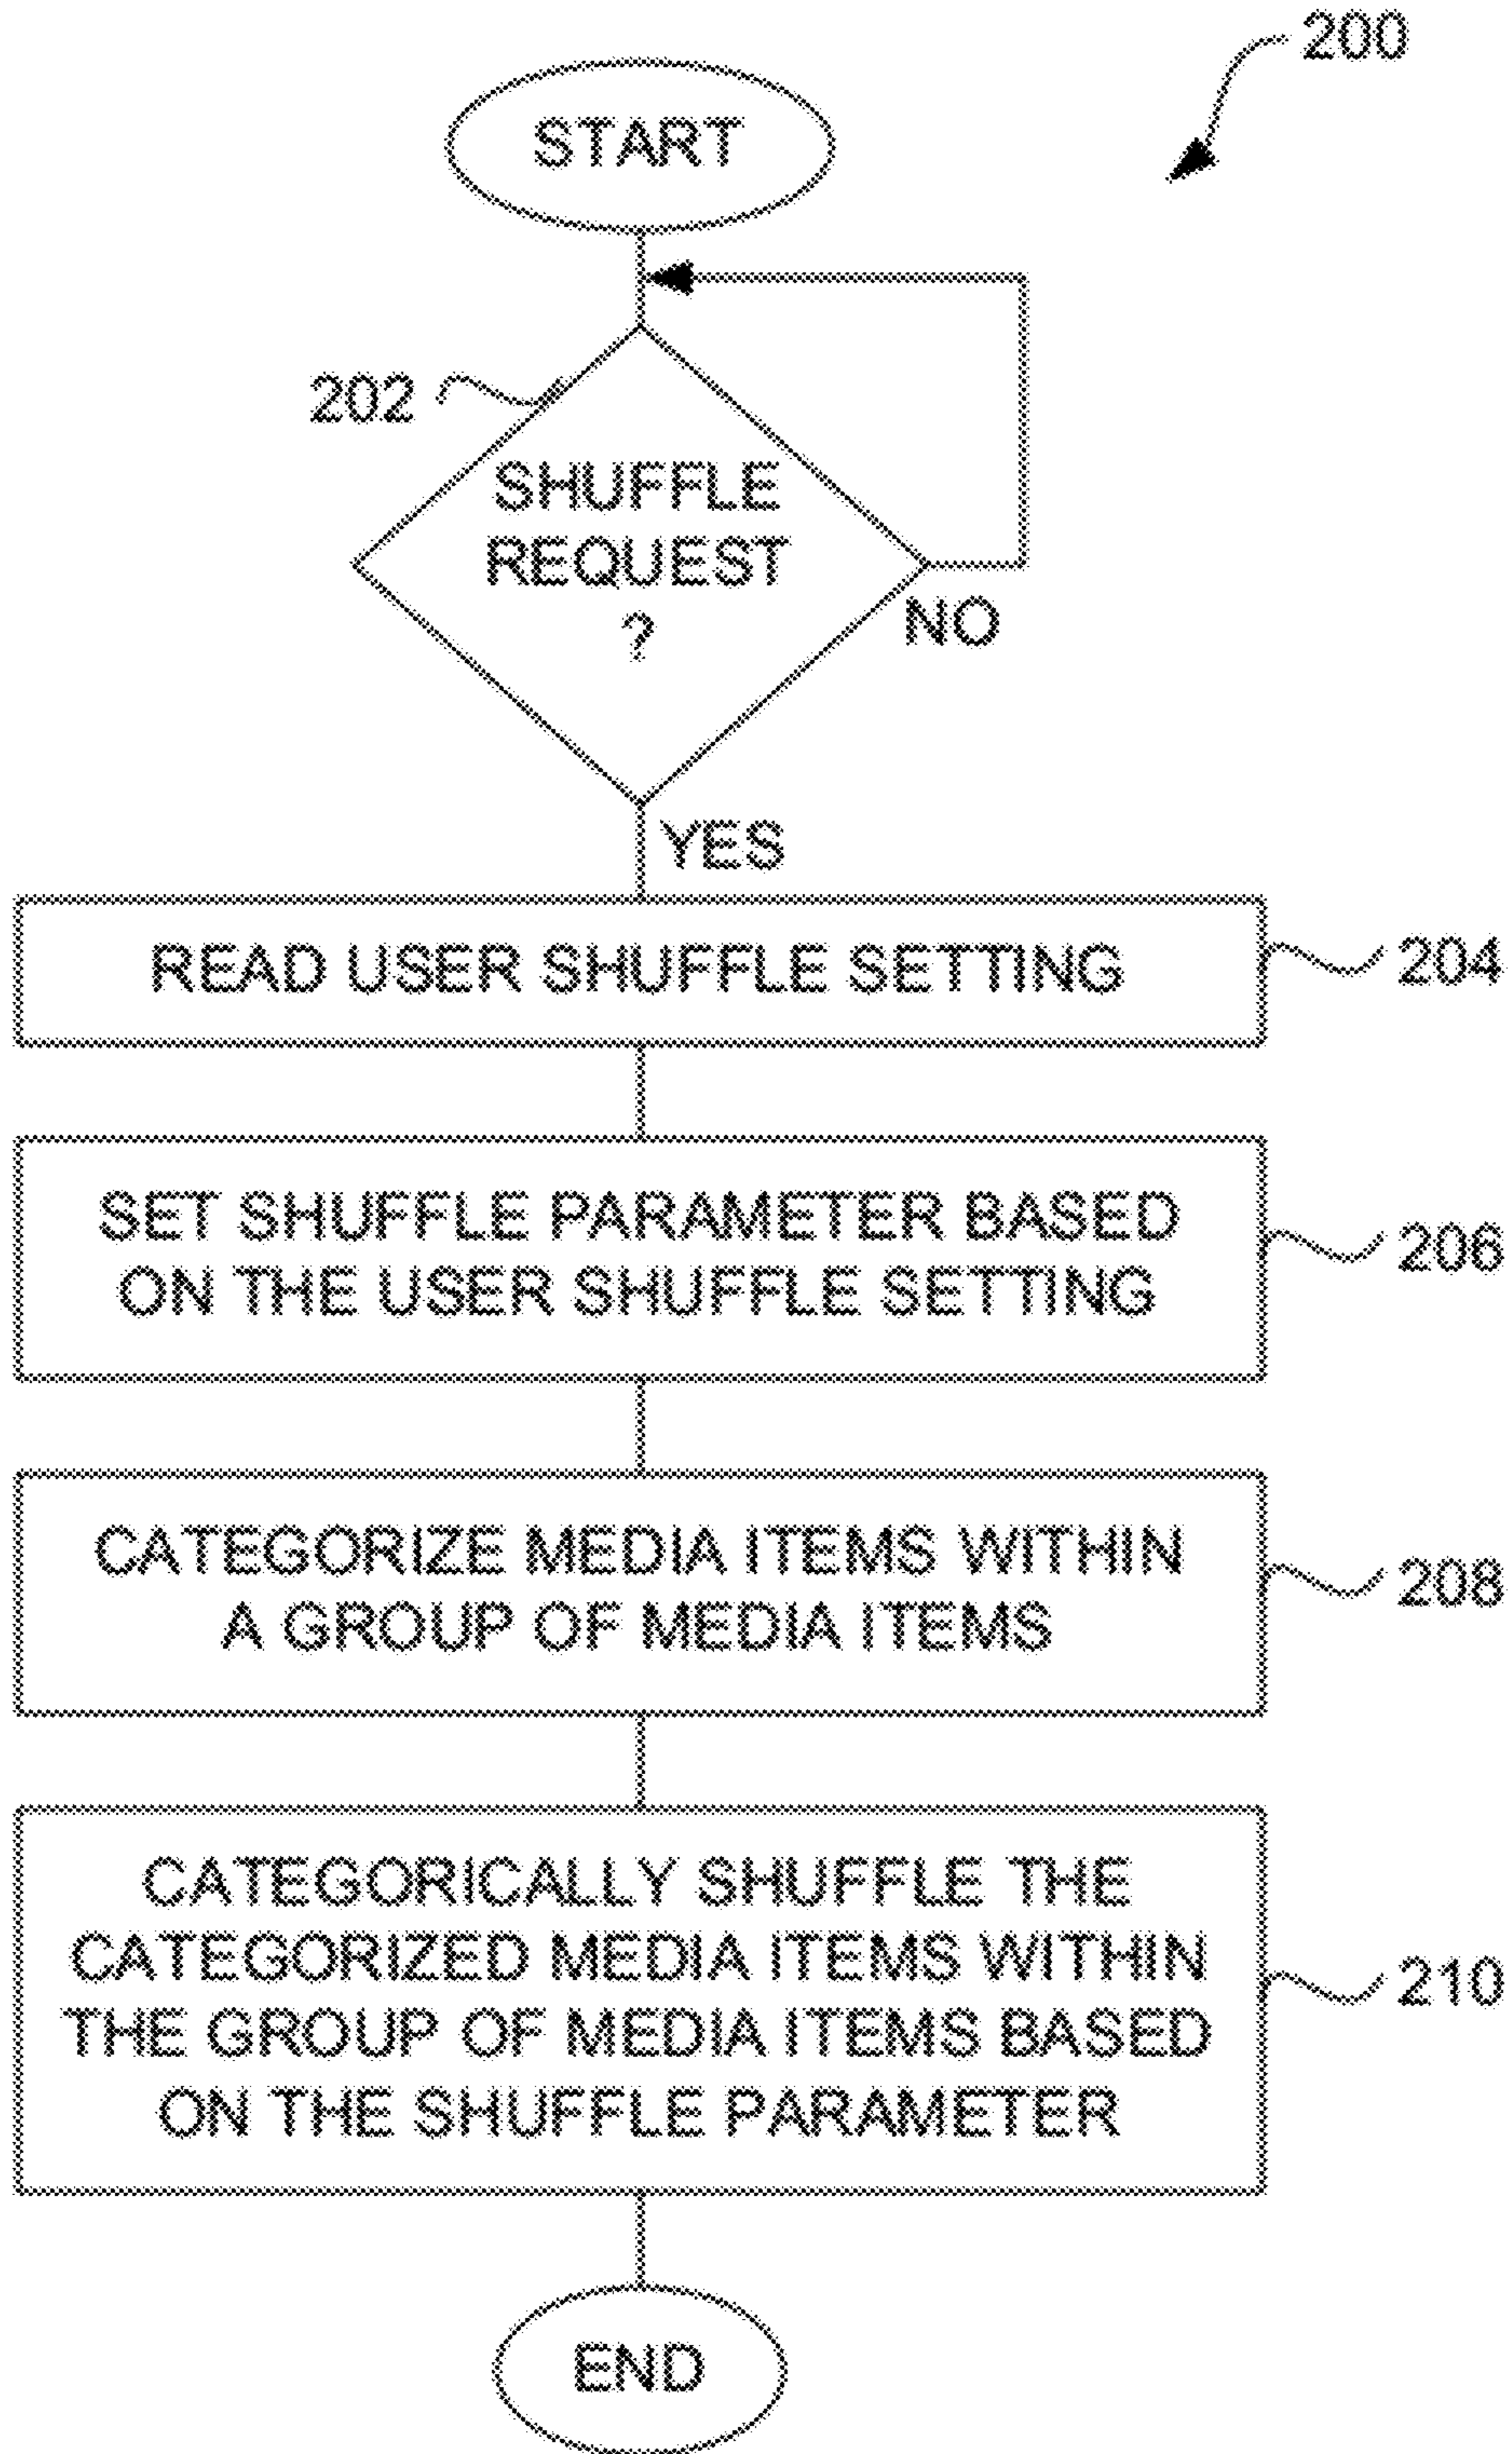 200
START
202
SHUFFLE
REQUEST
?
NO
YES
READ USER SHUFFLE SETTING
204
SET SHUFFLE PARAMETER BASED
ON THE USER SHUFFLE SETTING
206
CATEGORIZE MEDIA ITEMS WITHIN
A GROUP OF MEDIA ITEMS
208
CATEGORICALLY SHUFFLE THE
CATEGORIZED MEDIA ITEMS WITHIN
THE GROUP OF MEDIA ITEMS BASED
ON THE SHUFFLE PARAMETER
210
END